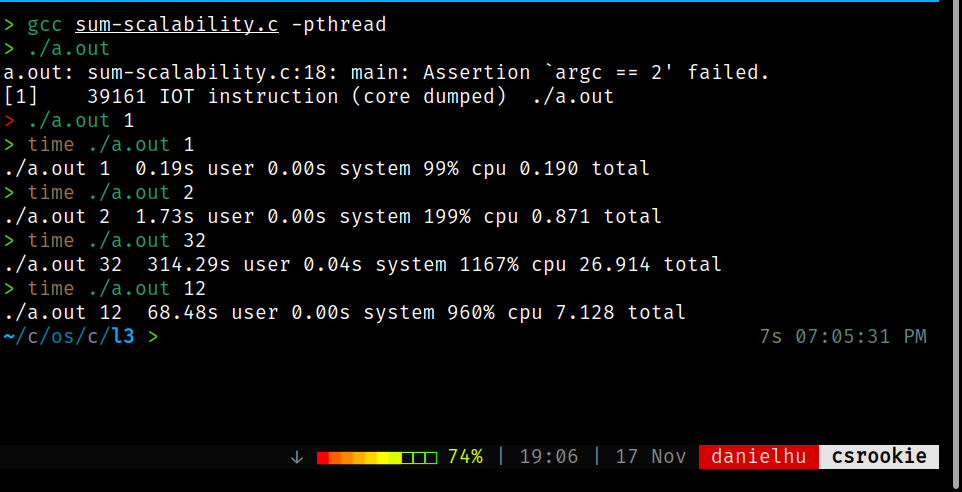 > gcc sum-scalability.c -pthread
> ./a.out
a.out: sum-scalability.c:18: main: Assertion `argc == 2' failed.
[1]    39161 IOT instruction (core dumped)  ./a.out
> ./a.out 1
> time ./a.out 1
./a.out 1  0.19s user 0.00s system 99% cpu 0.190 total
> time ./a.out 2
./a.out 2  1.73s user 0.00s system 199% cpu 0.871 total
> time ./a.out 32
./a.out 32  314.29s user 0.04s system 1167% cpu 26.914 total
> time ./a.out 12
./a.out 12  68.48s user 0.00s system 960% cpu 7.128 total
~/c/os/c/l3 > 7s 07:05:31 PM
↓ 74% | 19:06 | 17 Nov danielhu csrookie